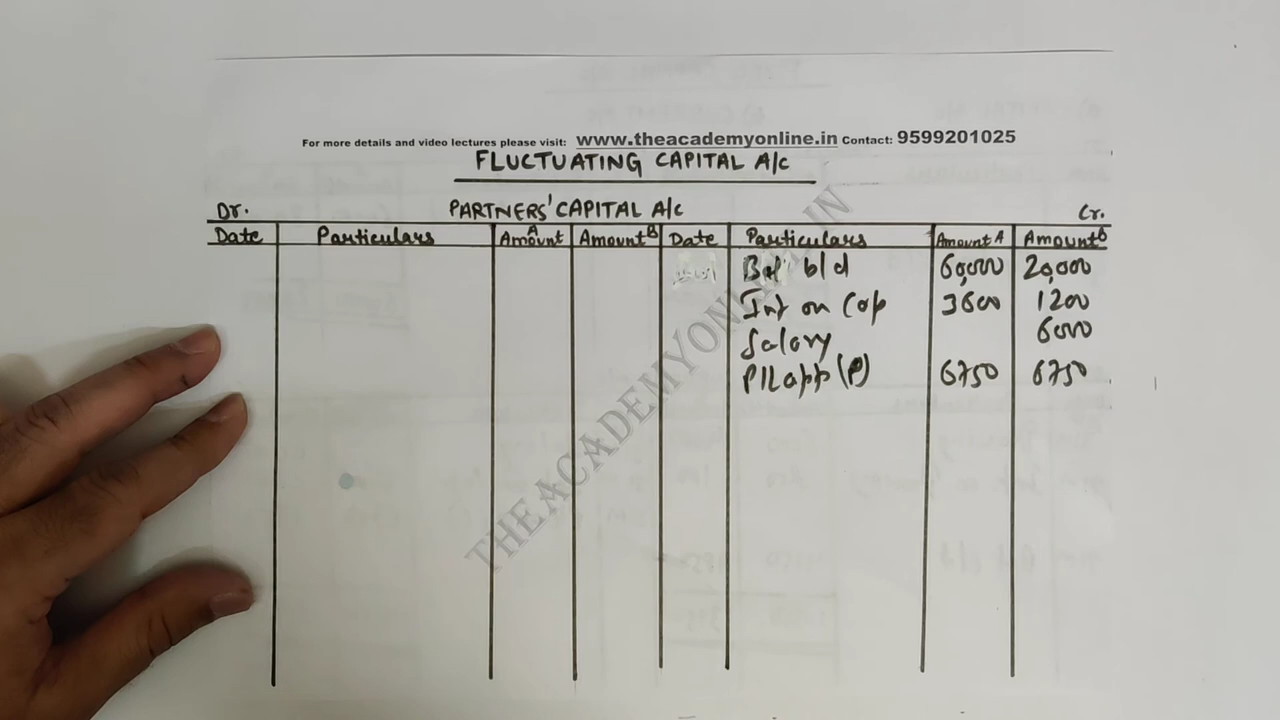 For more details and video lectures please visit: www.theacademyonline.in Contact: 9599201025
FLUCTUATING CAPITAL A/c
Dr. PARTNERS' CAPITAL A/c Cr.
Date Particulars Amount A Amount B Date Particulars Amount A Amount B
Bal b/d 60,000 20,000
Int on Cap 3600 1200
Salary 6000
P/L app (P) 6750 6750
THEACADEMYONLINE.IN